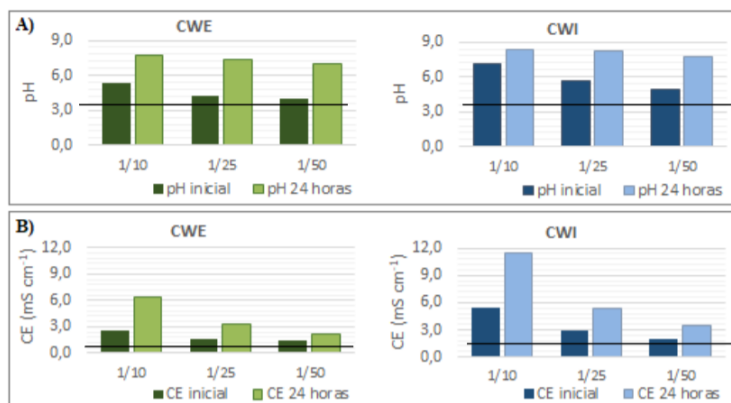 A)
CWE
pH
9,0
6,0
3,0
0,0
1/10 1/25 1/50
pH inicial pH 24 horas
CWI
pH
9,0
6,0
3,0
0,0
1/10 1/25 1/50
pH inicial pH 24 horas
B)
CWE
CE (mS cm⁻¹)
12,0
9,0
6,0
3,0
0,0
1/10 1/25 1/50
CE inicial CE 24 horas
CWI
CE (mS cm⁻¹)
12,0
9,0
6,0
3,0
0,0
1/10 1/25 1/50
CE inicial CE 24 horas